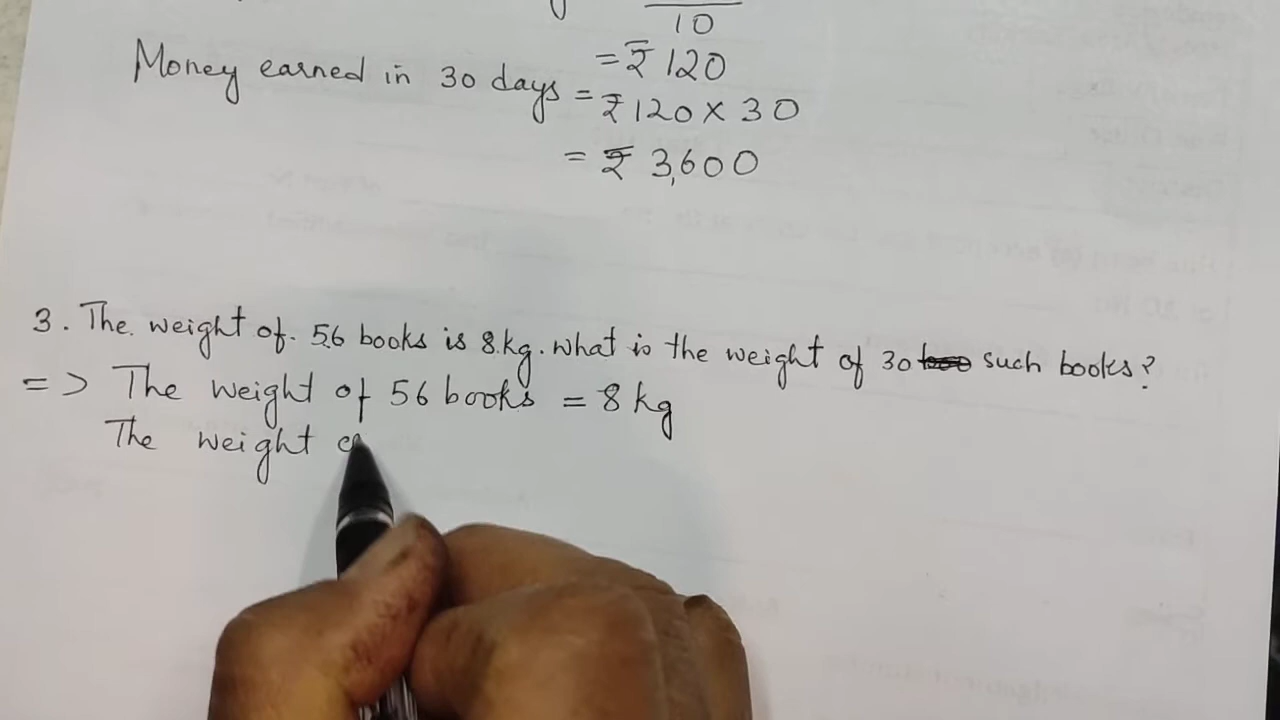 10
= ₹ 120
Money earned in 30 days = ₹ 120 X 30
= ₹ 3,600
3. The weight of 56 books is 8 kg. what is the weight of 30 such books?
=> The weight of 56 books = 8 kg
The weight